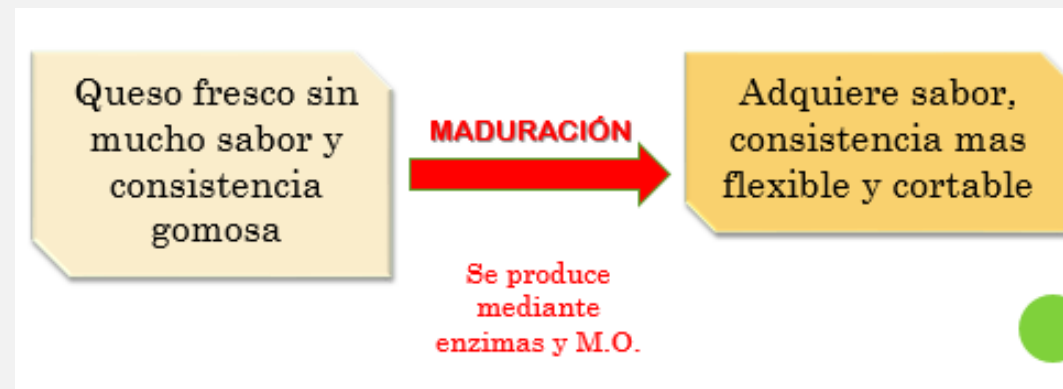 Queso fresco sin
mucho sabor y
consistencia
gomosa
MADURACIÓN
Se produce
mediante
enzimas y M.O.
Adquiere sabor,
consistencia mas
flexible y cortable